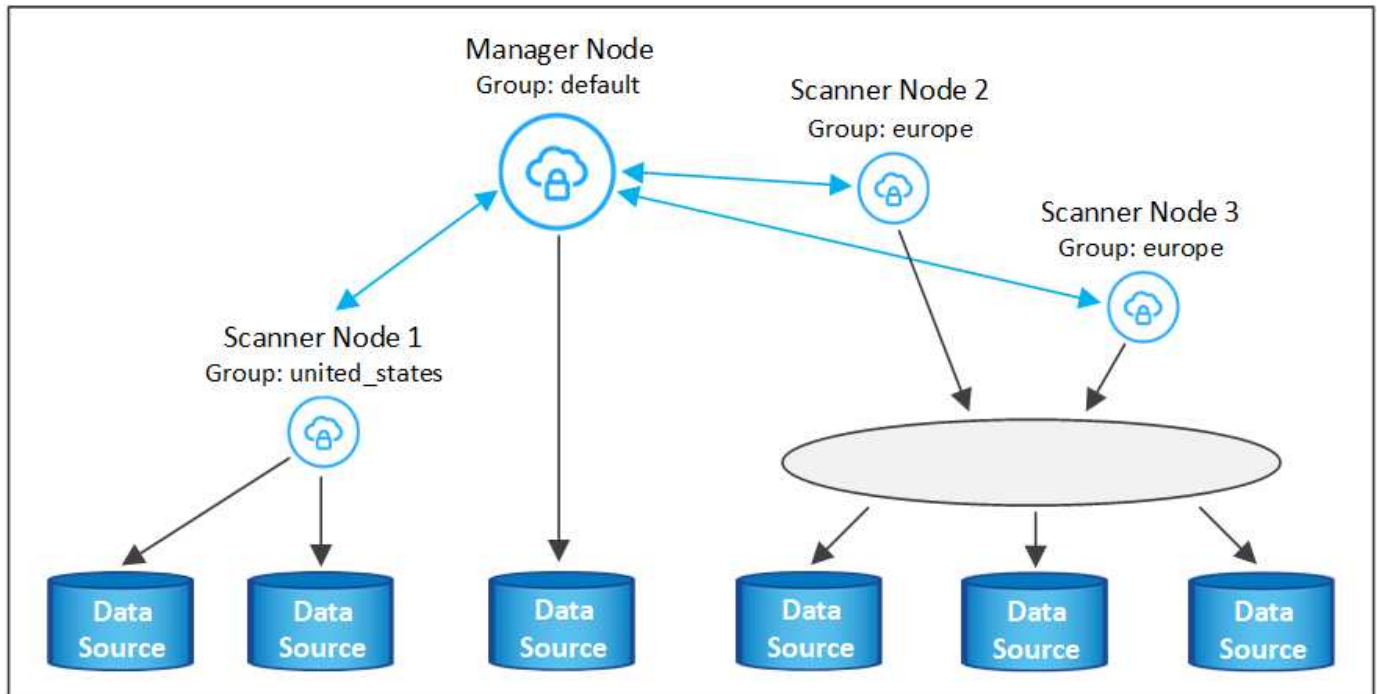 Manager Node
Group: default
Scanner Node 2
Group: europe
Scanner Node 3
Group: europe
Scanner Node 1
Group: united_states
Data
Source
Data
Source
Data
Source
Data
Source
Data
Source
Data
Source